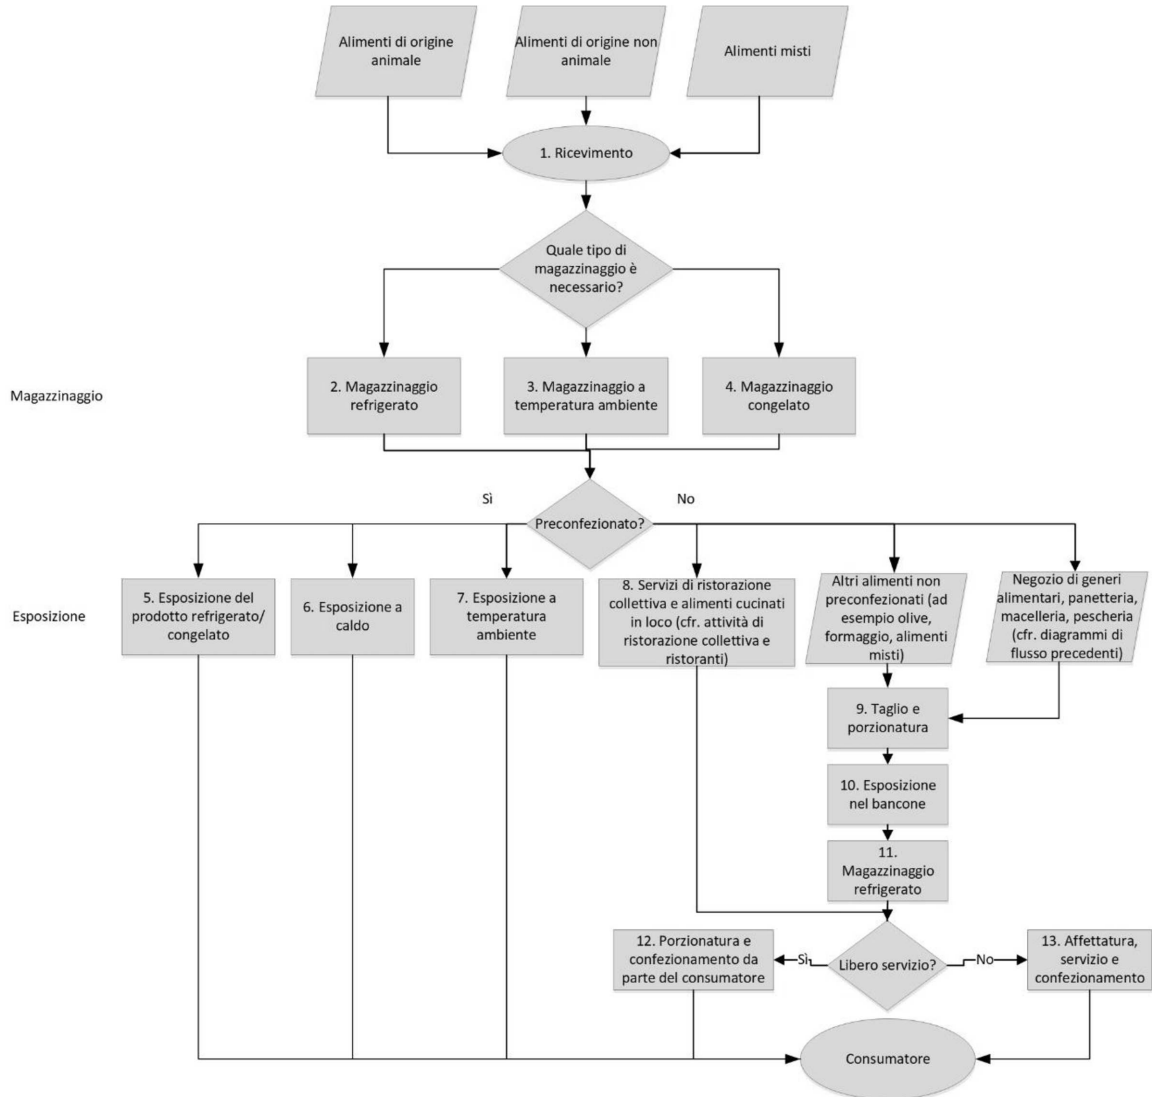 Alimenti di origine
animale
Alimenti di origine non
animale
Alimenti misti
1. Ricevimento
Quale tipo di
magazzinaggio è
necessario?
Magazzinaggio
2. Magazzinaggio
refrigerato
3. Magazzinaggio a
temperatura ambiente
4. Magazzinaggio
congelato
Sì
No
Preconfezionato?
Esposizione
5. Esposizione del
prodotto refrigerato/
congelato
6. Esposizione a
caldo
7. Esposizione a
temperatura
ambiente
8. Servizi di ristorazione
collettiva e alimenti cucinati
in loco (cfr. attività di
ristorazione collettiva e
ristoranti)
Altri alimenti non
preconfezionati (ad
esempio olive,
formaggio, alimenti
misti)
Negozio di generi
alimentari, panetteria,
macelleria, pescheria
(cfr. diagrammi di
flusso precedenti)
9. Taglio e
porzionatura
10. Esposizione
nel bancone
11.
Magazzinaggio
refrigerato
12. Porzionatura e
confezionamento da
parte del consumatore
Sì
Libero servizio?
No
13. Affettatura,
servizio e
confezionamento
Consumatore